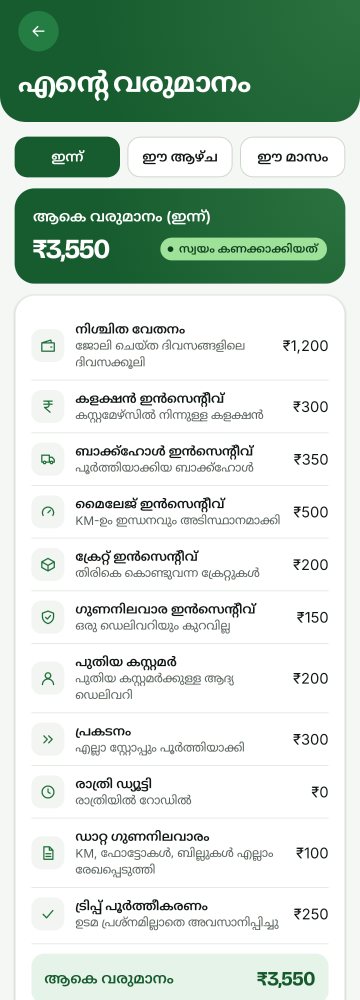 എന്റെ വരുമാനം
ഇന്ന്
ഈ ആഴ്ച
ഈ മാസം
ആകെ വരുമാനം (ഇന്ന്)
₹3,550
സ്വയം കണക്കാക്കിയത്
നിശ്ചിത വേതനം
ജോലി ചെയ്ത ദിവസങ്ങളിലെ
ദിവസക്കൂലി
₹1,200
കളക്ഷൻ ഇൻസെന്റീവ്
കസ്റ്റമേഴ്സിൽ നിന്നുള്ള കളക്ഷൻ
₹300
ബാക്ക്ഹോൾ ഇൻസെന്റീവ്
പൂർത്തിയാക്കിയ ബാക്ക്ഹോൾ
₹350
മൈലേജ് ഇൻസെന്റീവ്
KM-ഉം ഇന്ധനവും അടിസ്ഥാനമാക്കി
₹500
ക്രേറ്റ് ഇൻസെന്റീവ്
തിരികെ കൊണ്ടുവന്ന ക്രേറ്റുകൾ
₹200
ഗുണനിലവാര ഇൻസെന്റീവ്
ഒരു ഡെലിവറിയും കുറവില്ല
₹150
പുതിയ കസ്റ്റമർ
പുതിയ കസ്റ്റമർക്കുള്ള ആദ്യ
ഡെലിവറി
₹200
പ്രകടനം
എല്ലാ സ്റ്റോപ്പും പൂർത്തിയാക്കി
₹300
രാത്രി ഡ്യൂട്ടി
രാത്രിയിൽ റോഡിൽ
₹0
ഡാറ്റ ഗുണനിലവാരം
KM, ഫോട്ടോകൾ, ബില്ലുകൾ എല്ലാം
രേഖപ്പെടുത്തി
₹100
ട്രിപ്പ് പൂർത്തീകരണം
ഉടമ പ്രശ്നമില്ലാതെ അവസാനിപ്പിച്ചു
₹250
ആകെ വരുമാനം
₹3,550